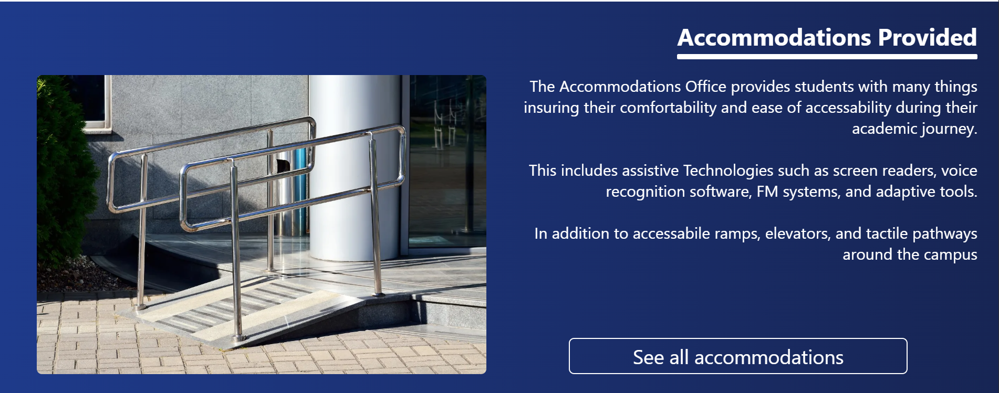 Accommodations Provided
The Accommodations Office provides students with many things
insuring their comfortability and ease of accessability during their
academic journey.
This includes assistive Technologies such as screen readers, voice
recognition software, FM systems, and adaptive tools.
In addition to accessabile ramps, elevators, and tactile pathways
around the campus
See all accommodations